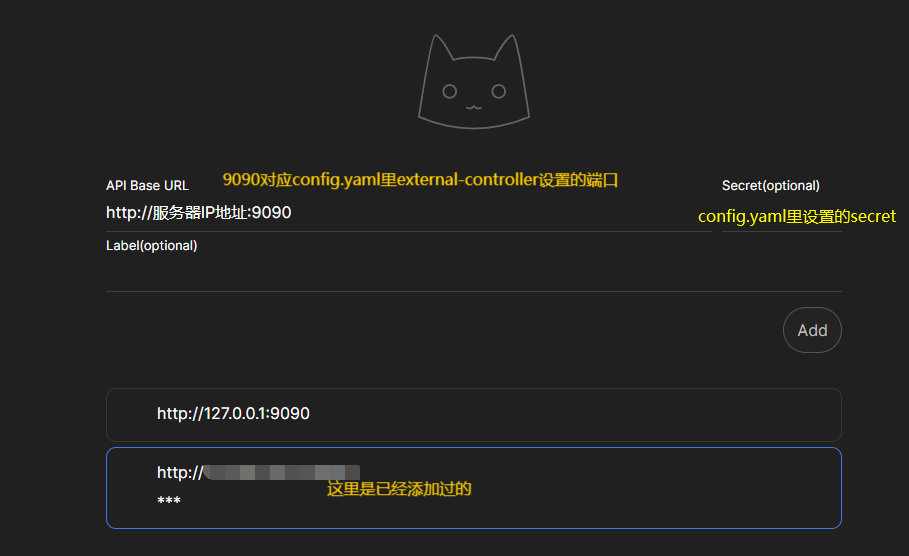 API Base URL
9090对应config.yaml里external-controller设置的端口
Secret(optional)
http://服务器IP地址:9090
config.yaml里设置的secret
Label(optional)
Add
http://127.0.0.1:9090
http://
这里是已经添加过的
***